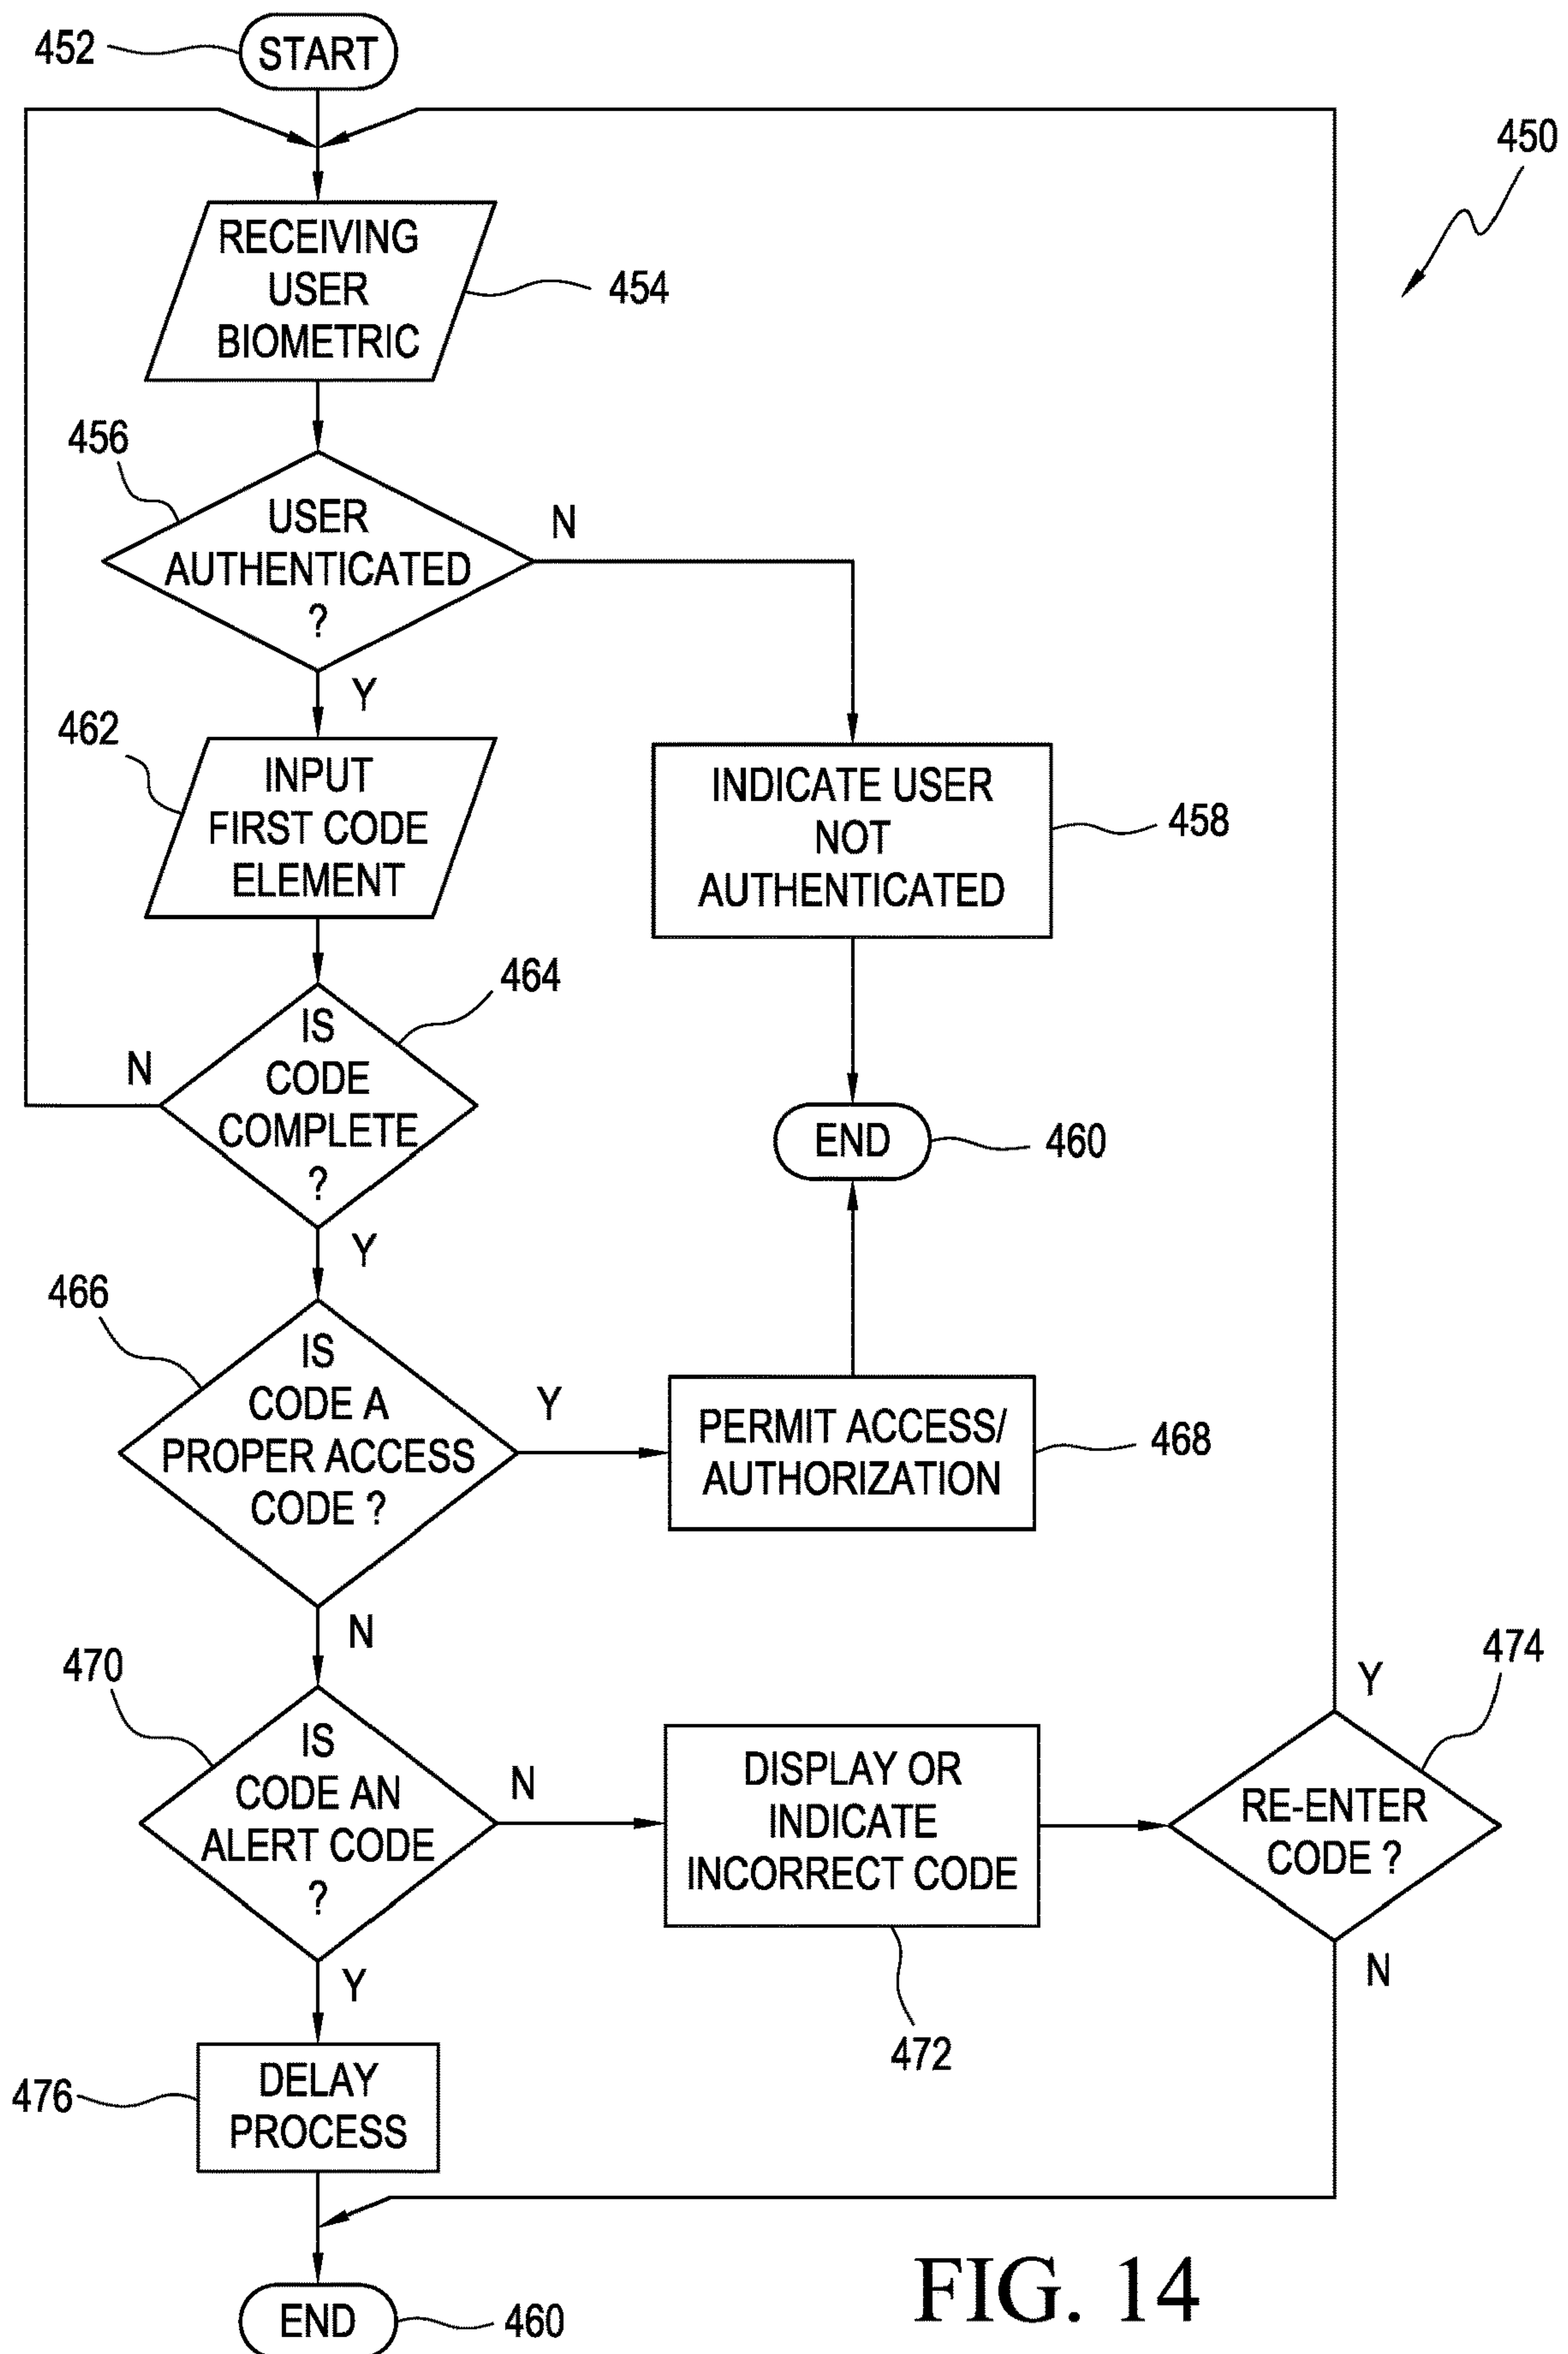 452
START
450
RECEIVING
USER
BIOMETRIC
454
456
USER
AUTHENTICATED
?
N
Y
462
INPUT
FIRST CODE
ELEMENT
INDICATE USER
NOT
AUTHENTICATED
458
464
IS
CODE
COMPLETE
?
N
Y
END
460
466
IS
CODE A
PROPER ACCESS
CODE ?
Y
N
PERMIT ACCESS/
AUTHORIZATION
468
470
IS
CODE AN
ALERT CODE
?
N
Y
DISPLAY OR
INDICATE
INCORRECT CODE
472
474
Y
RE-ENTER
CODE ?
N
476
DELAY
PROCESS
END
460
FIG. 14